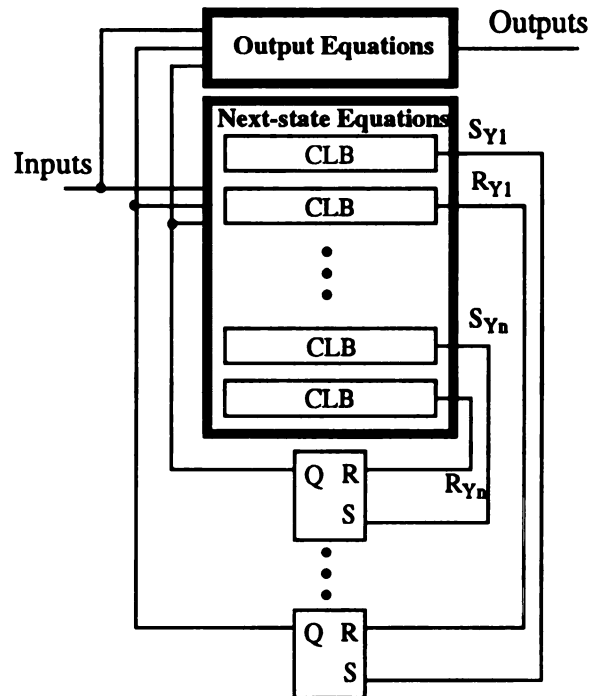 Outputs
Output Equations
Next-state Equations
S_Y1
CLB
Inputs
R_Y1
CLB
S_Yn
CLB
CLB
Q R
R_Yn
S
Q R
S